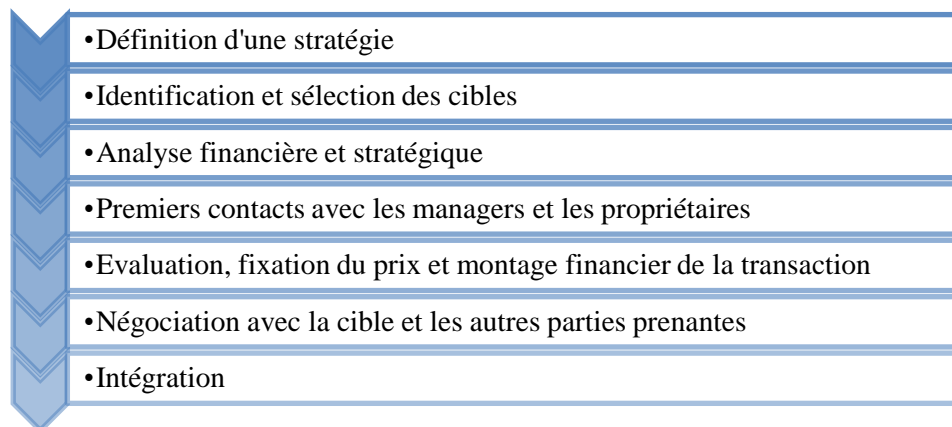 •Définition d'une stratégie
•Identification et sélection des cibles
•Analyse financière et stratégique
•Premiers contacts avec les managers et les propriétaires
•Evaluation, fixation du prix et montage financier de la transaction
•Négociation avec la cible et les autres parties prenantes
•Intégration